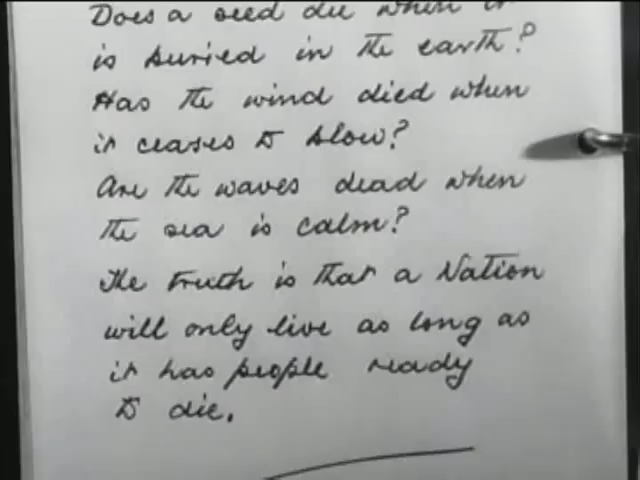 Does a seed die when it
is buried in the earth?
Has the wind died when
it ceases to blow?
Are the waves dead when
the sea is calm?
The truth is that a Nation
will only live as long as
it has people ready
to die.